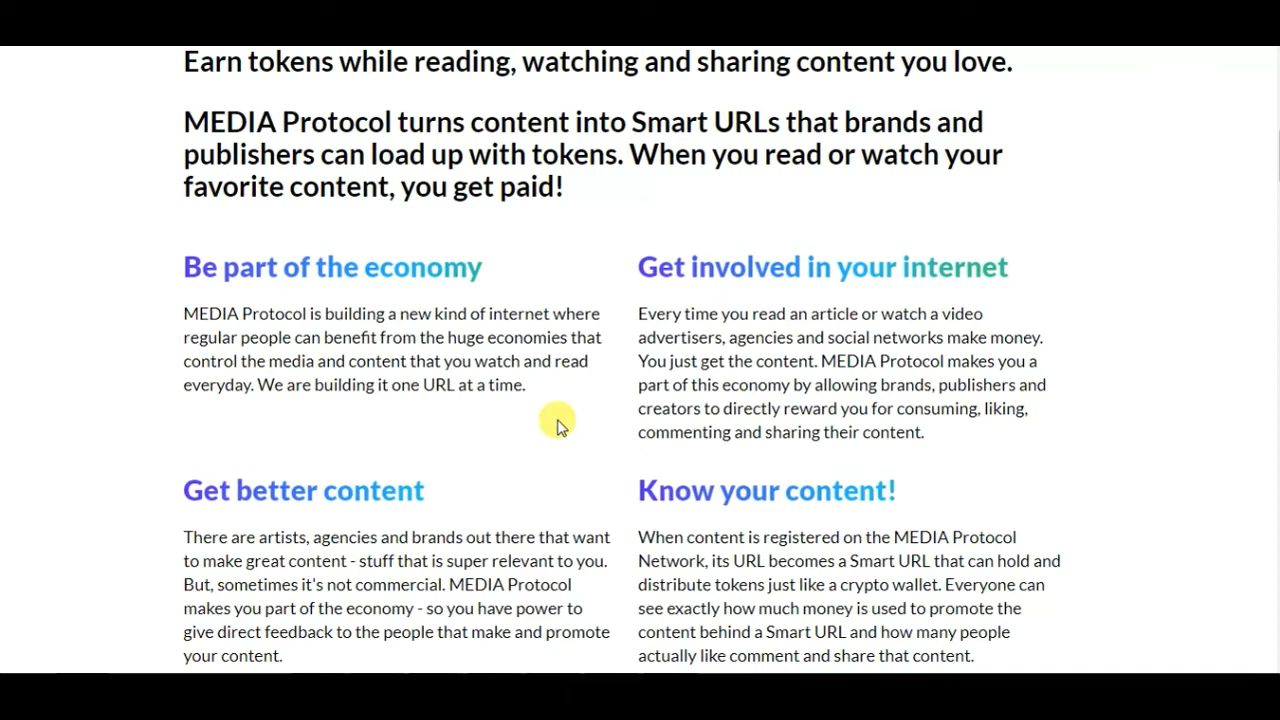 Earn tokens while reading, watching and sharing content you love.
MEDIA Protocol turns content into Smart URLs that brands and
publishers can load up with tokens. When you read or watch your
favorite content, you get paid!
Be part of the economy
MEDIA Protocol is building a new kind of internet where
regular people can benefit from the huge economies that
control the media and content that you watch and read
everyday. We are building it one URL at a time.
Get involved in your internet
Every time you read an article or watch a video
advertisers, agencies and social networks make money.
You just get the content. MEDIA Protocol makes you a
part of this economy by allowing brands, publishers and
creators to directly reward you for consuming, liking,
commenting and sharing their content.
Get better content
There are artists, agencies and brands out there that want
to make great content - stuff that is super relevant to you.
But, sometimes it's not commercial. MEDIA Protocol
makes you part of the economy - so you have power to
give direct feedback to the people that make and promote
your content.
Know your content!
When content is registered on the MEDIA Protocol
Network, its URL becomes a Smart URL that can hold and
distribute tokens just like a crypto wallet. Everyone can
see exactly how much money is used to promote the
content behind a Smart URL and how many people
actually like comment and share that content.